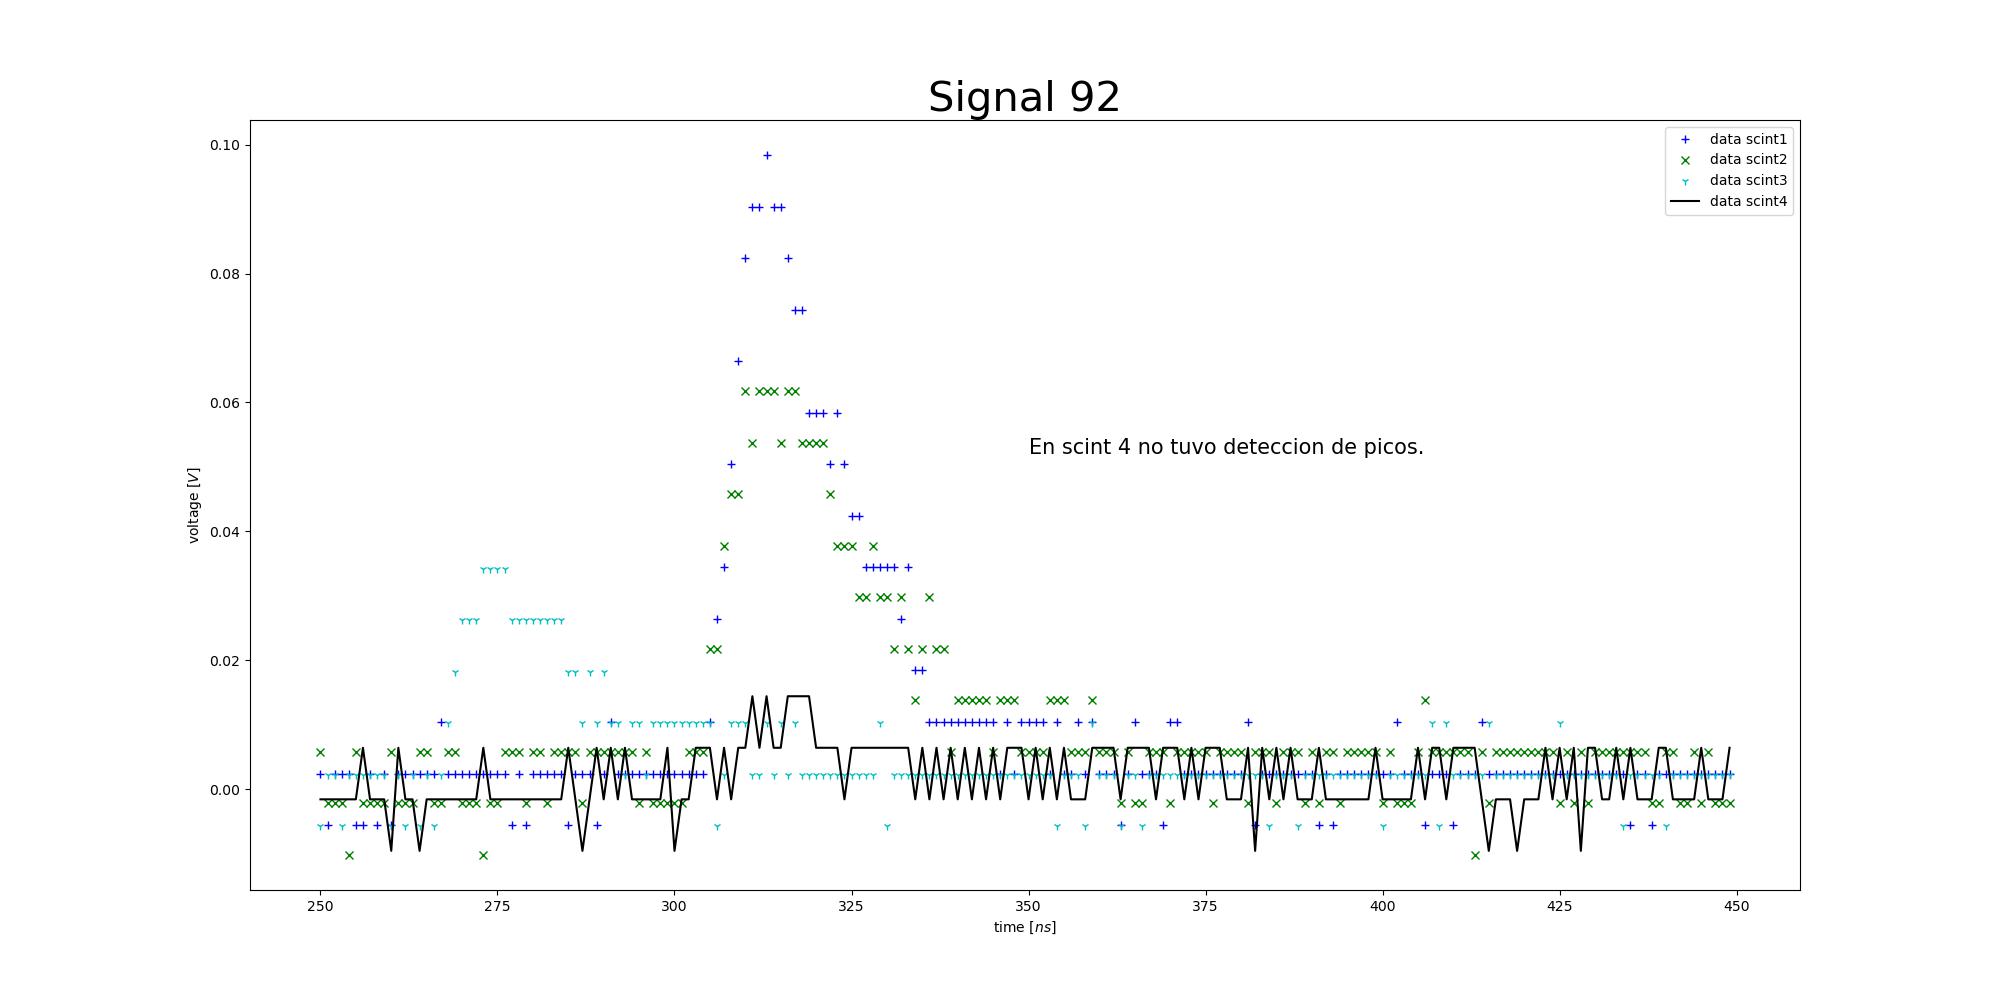 Signal 92
data scint1
data scint2
data scint3
data scint4
En scint 4 no tuvo deteccion de picos.
voltage [V]
0.10
0.08
0.06
0.04
0.02
0.00
250 275 300 325 350 375 400 425 450
time [ns]